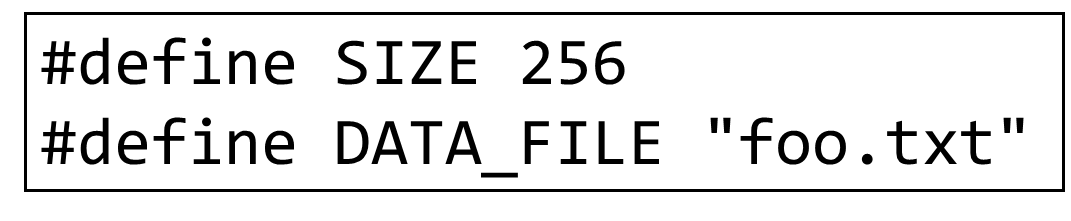 #define SIZE 256
#define DATA_FILE "foo.txt"